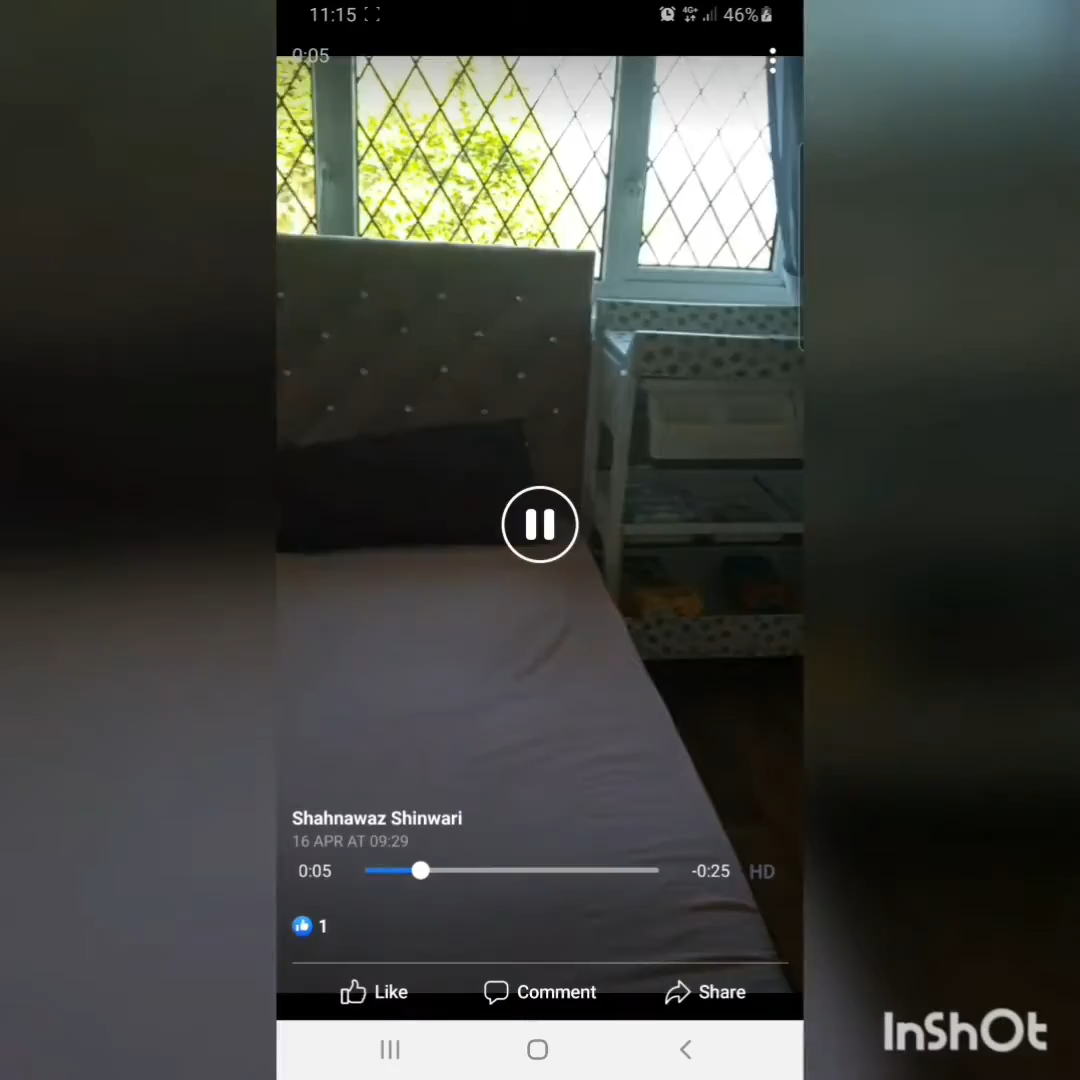 11:15 4G+ 46%
0:05
Shahnawaz Shinwari
16 APR AT 09:29
0:05 -0:25 HD
1
Like Comment Share
InShOt